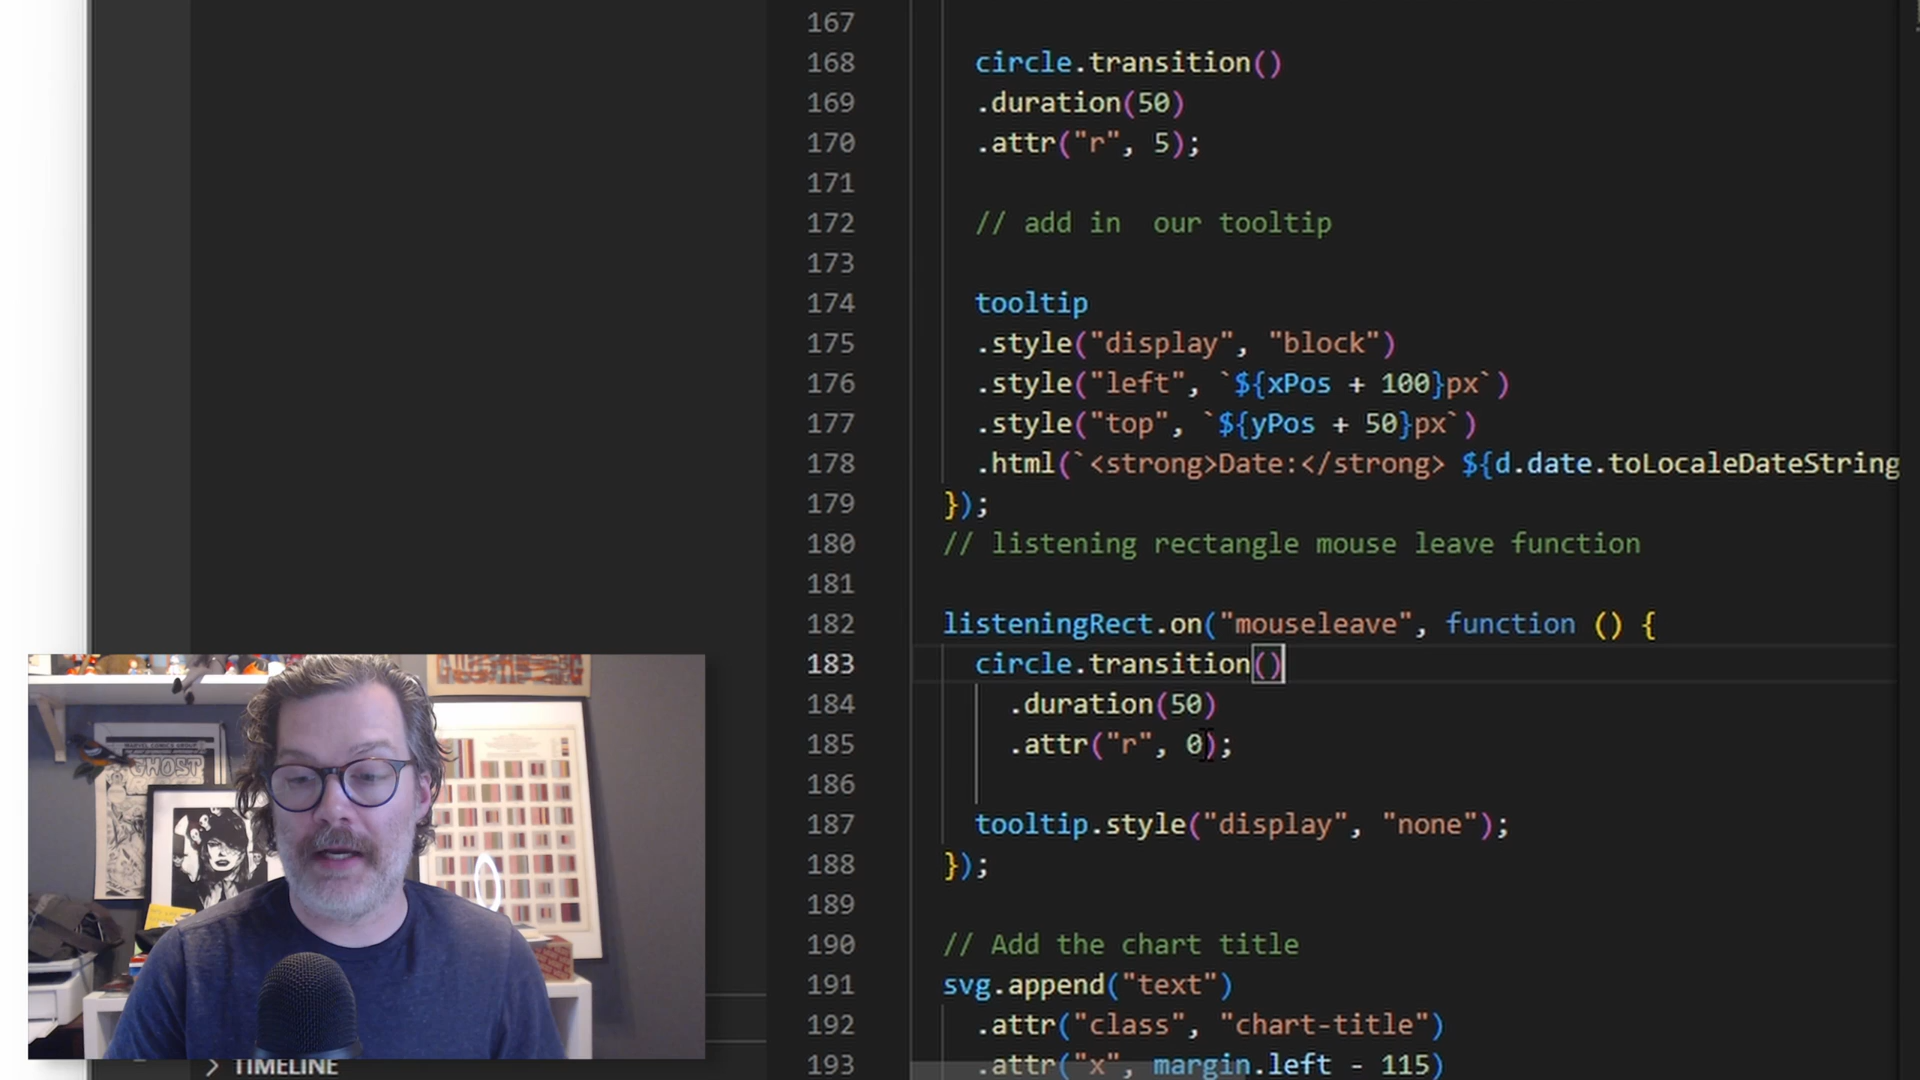 167
168 circle.transition()
169 .duration(50)
170 .attr("r", 5);
171
172 // add in  our tooltip
173
174 tooltip
175 .style("display", "block")
176 .style("left", `${xPos + 100}px`)
177 .style("top", `${yPos + 50}px`)
178 .html(`<strong>Date:</strong> ${d.date.toLocaleDateString
179 });
180 // listening rectangle mouse leave function
181
182 listeningRect.on("mouseleave", function () {
183 circle.transition()
184 .duration(50)
185 .attr("r", 0);
186
187 tooltip.style("display", "none");
188 });
189
190 // Add the chart title
191 svg.append("text")
192 .attr("class", "chart-title")
193 .attr("x", margin.left - 115)
GHOST
TIMELINE